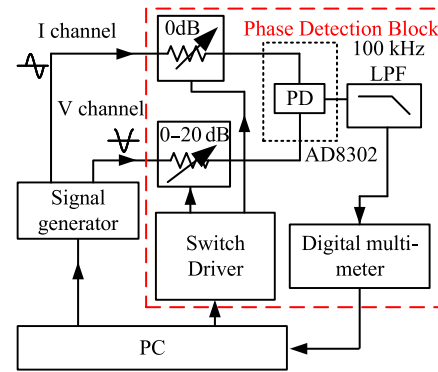 I channel
0dB
Phase Detection Block
100 kHz
LPF
PD
V channel
0–20 dB
AD8302
Signal
generator
Switch
Driver
Digital multi-
meter
PC